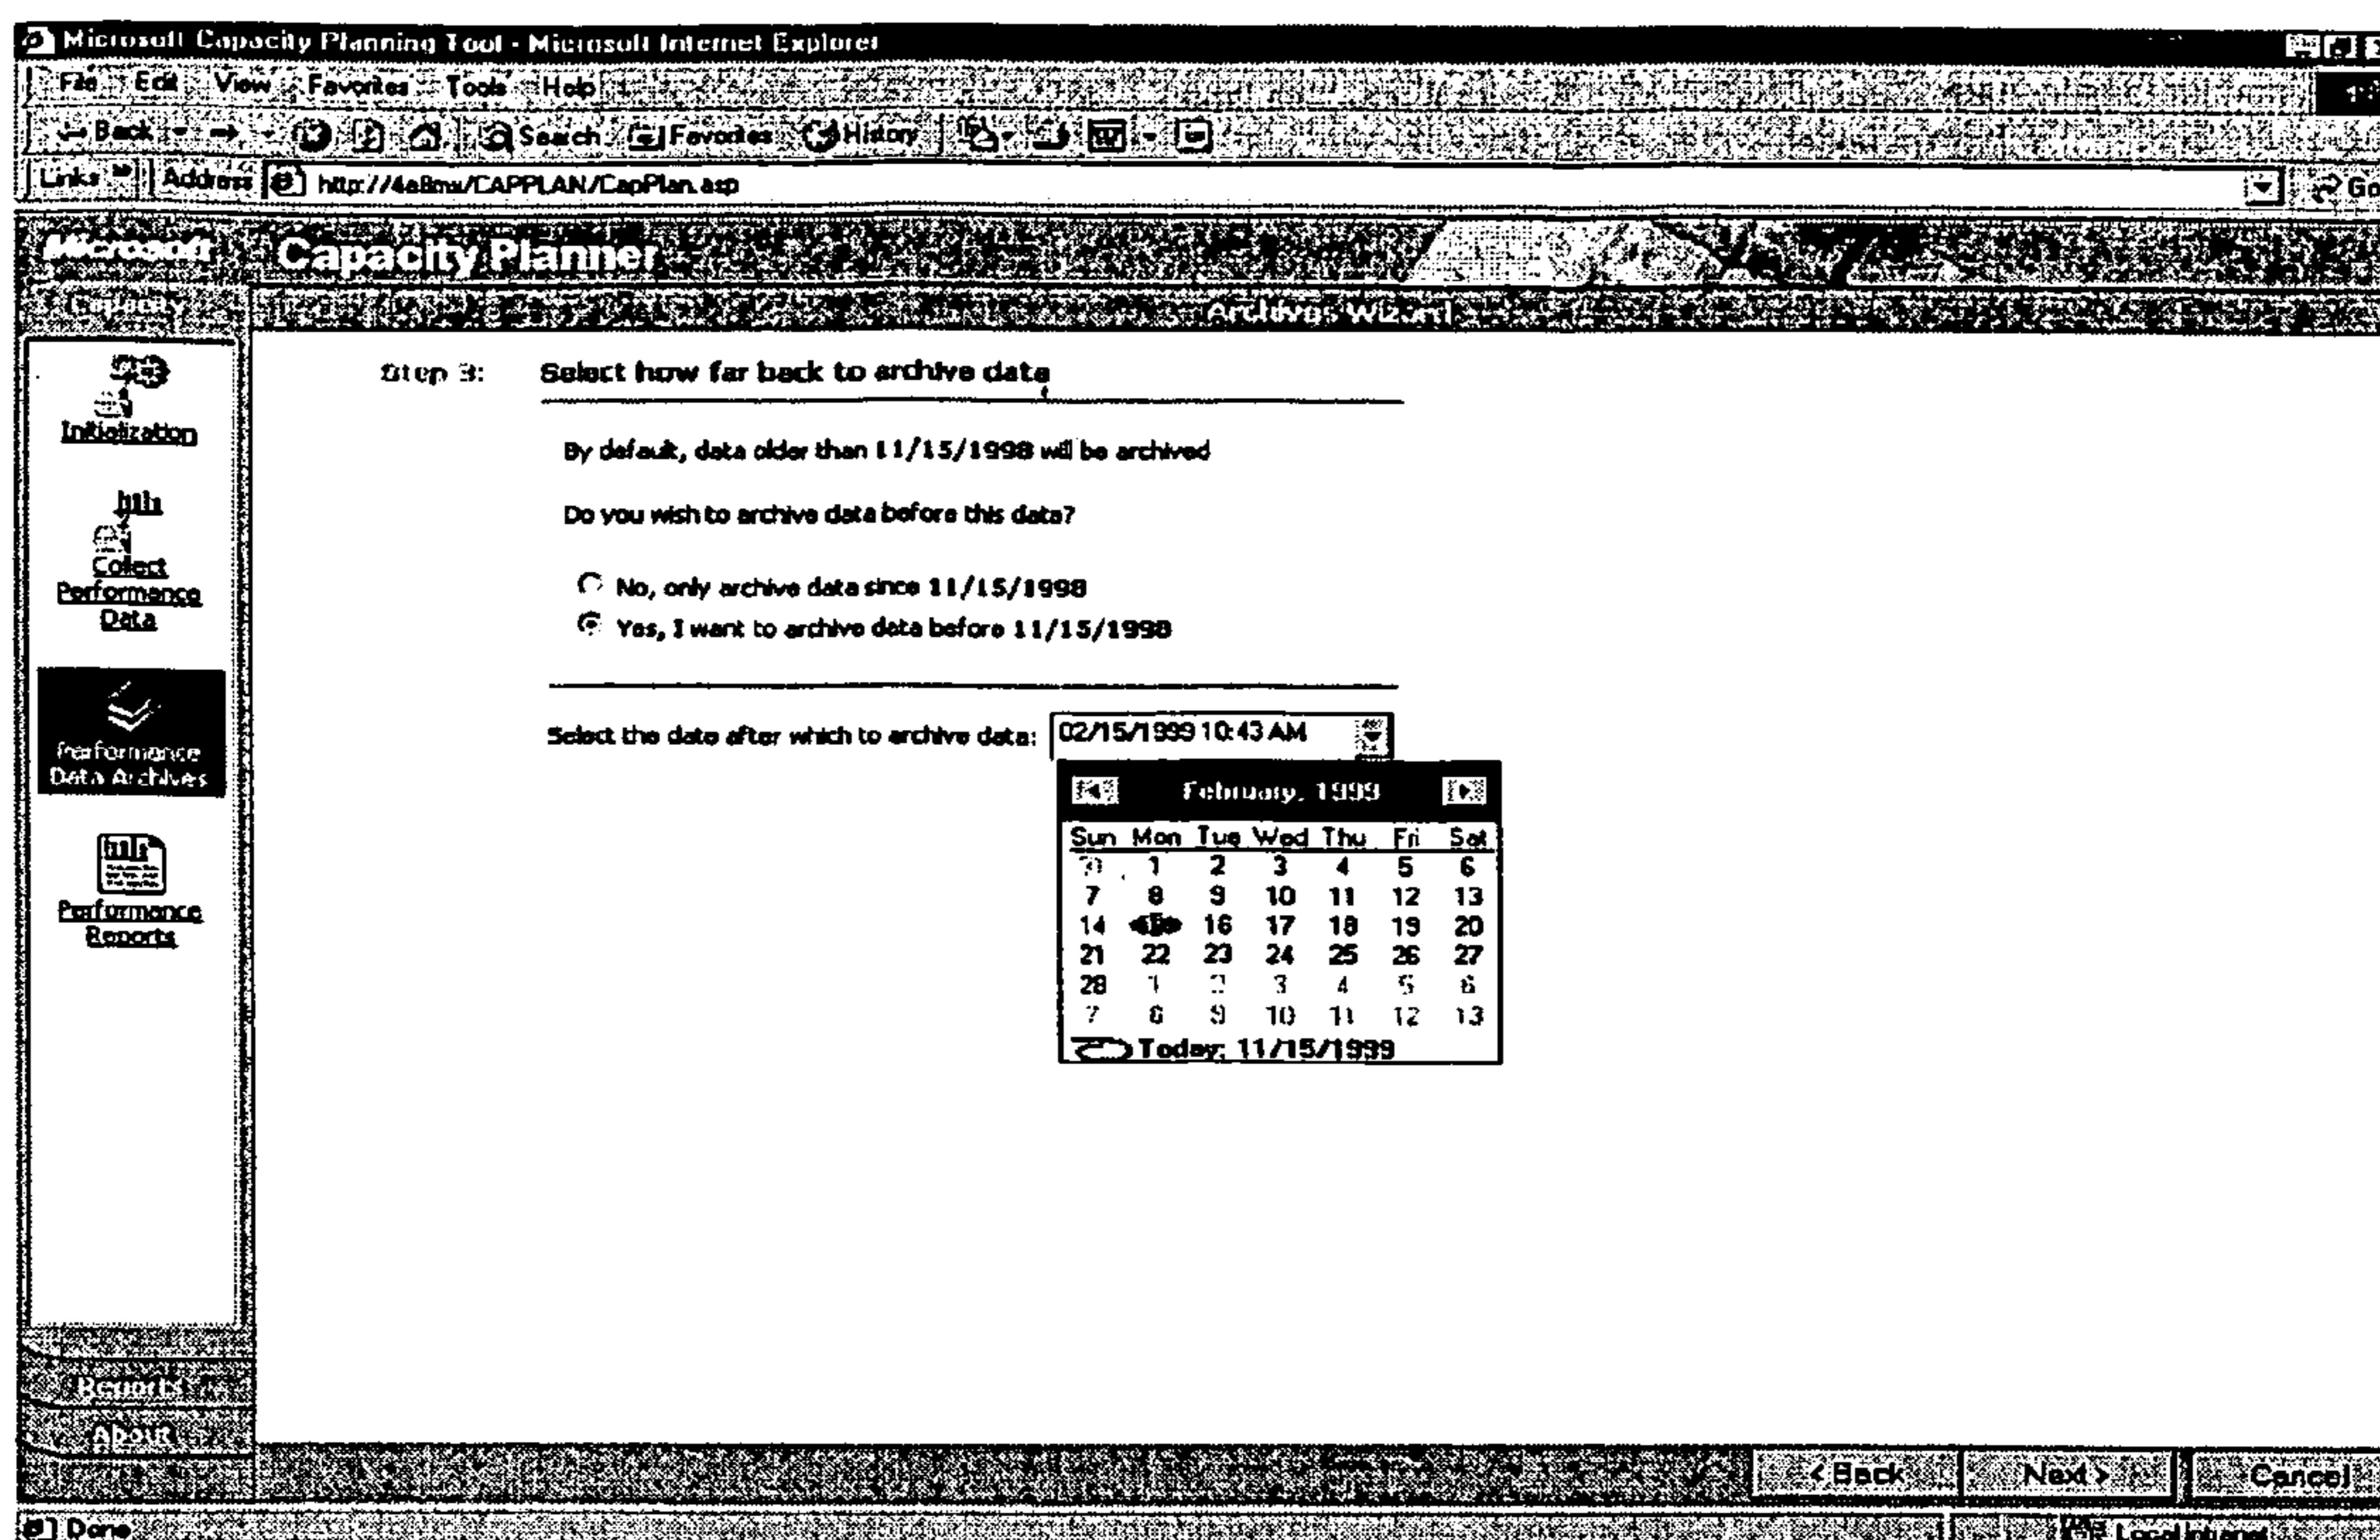 Microsoft Capacity Planning Tool - Microsoft Internet Explorer
File Edit View Favorites Tools Help
Back Search Favorites History
Links Address http://4a8mx/CAPPLAN/CapPlan.asp Go
Microsoft Capacity Planner
Capacity Archives Wizard
Step 3: Select how far back to archive data
Initialization
By default, data older than 11/15/1998 will be archived
Do you wish to archive data before this data?
Collect
Performance
Data
No, only archive data since 11/15/1998
Yes, I want to archive data before 11/15/1998
Performance
Data Archives
Select the date after which to archive data: 02/15/1999 10:43 AM
February, 1999
Sun Mon Tue Wed Thu Fri Sat
31 1 2 3 4 5 6
7 8 9 10 11 12 13
14 15 16 17 18 19 20
21 22 23 24 25 26 27
28 1 2 3 4 5 6
7 8 9 10 11 12 13
Today: 11/15/1999
Performance
Reports
Reports
About
< Back Next > Cancel
Done Local intranet